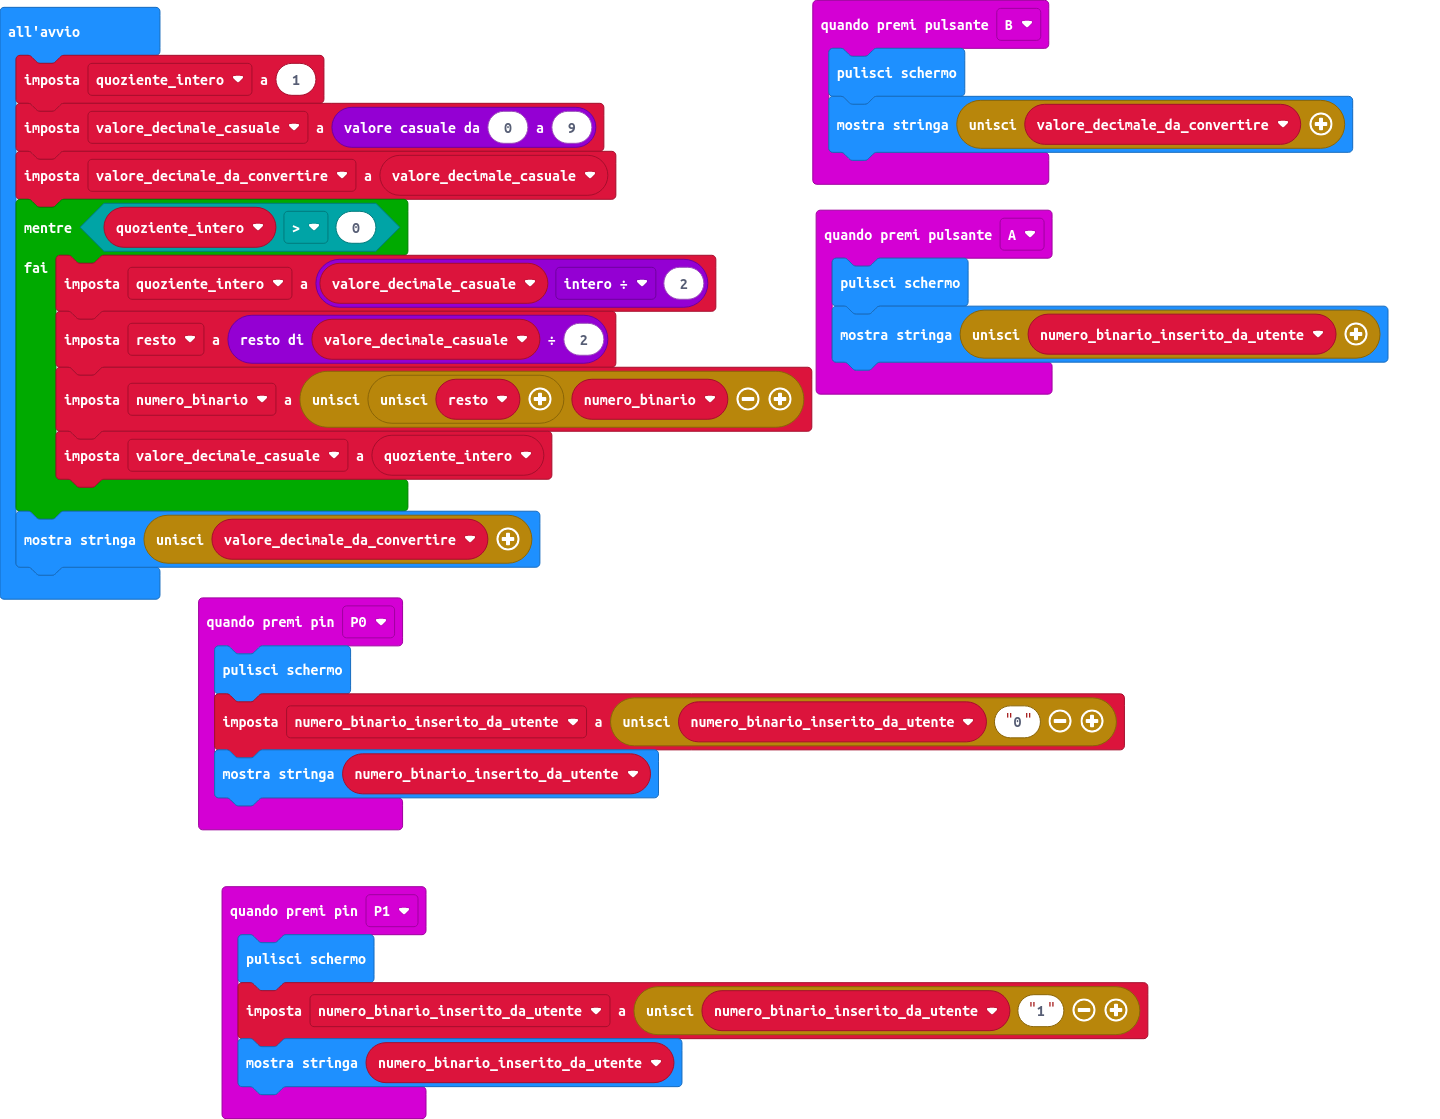 all'avvio
imposta quoziente_intero a 1
imposta valore_decimale_casuale a valore casuale da 0 a 9
imposta valore_decimale_da_convertire a valore_decimale_casuale
mentre quoziente_intero > 0
fai
imposta quoziente_intero a valore_decimale_casuale intero ÷ 2
imposta resto a resto di valore_decimale_casuale ÷ 2
imposta numero_binario a unisci unisci resto numero_binario
imposta valore_decimale_casuale a quoziente_intero
mostra stringa unisci valore_decimale_da_convertire
quando premi pulsante B
pulisci schermo
mostra stringa unisci valore_decimale_da_convertire
quando premi pulsante A
pulisci schermo
mostra stringa unisci numero_binario_inserito_da_utente
quando premi pin P0
pulisci schermo
imposta numero_binario_inserito_da_utente a unisci numero_binario_inserito_da_utente "0"
mostra stringa numero_binario_inserito_da_utente
quando premi pin P1
pulisci schermo
imposta numero_binario_inserito_da_utente a unisci numero_binario_inserito_da_utente "1"
mostra stringa numero_binario_inserito_da_utente